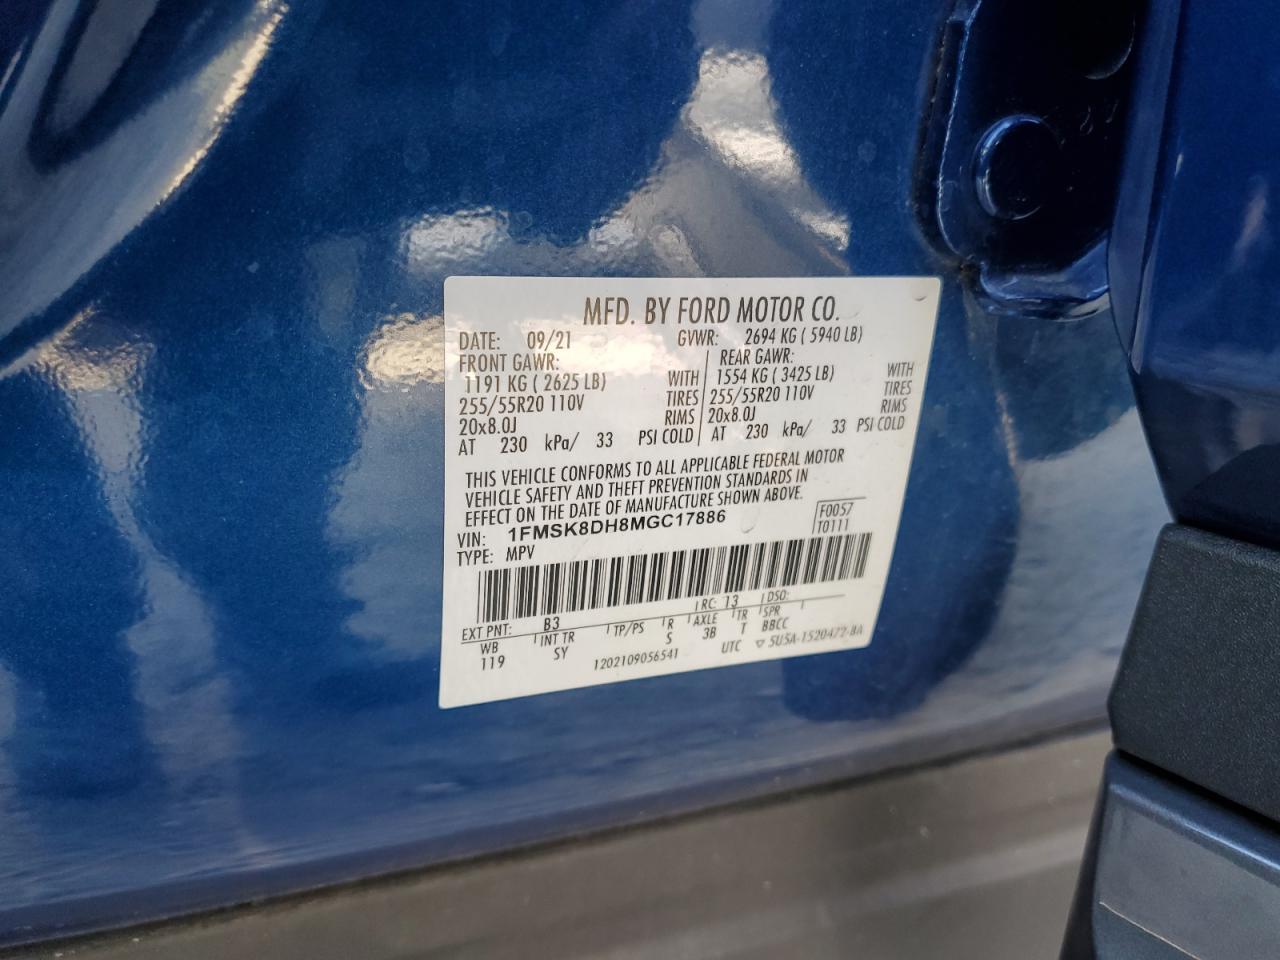 MFD. BY FORD MOTOR CO.
DATE: 09/21 GVWR: 2694 KG ( 5940 LB)
FRONT GAWR: REAR GAWR:
1191 KG ( 2625 LB) WITH 1554 KG ( 3425 LB) WITH
255/55R20 110V TIRES 255/55R20 110V TIRES
20x8.0J RIMS 20x8.0J RIMS
AT 230 kPa/ 33 PSI COLD AT 230 kPa/ 33 PSI COLD
THIS VEHICLE CONFORMS TO ALL APPLICABLE FEDERAL MOTOR
VEHICLE SAFETY AND THEFT PREVENTION STANDARDS IN
EFFECT ON THE DATE OF MANUFACTURE SHOWN ABOVE.
VIN: 1FMSK8DH8MGC17886 F0057
TYPE: MPV T0111
EXT PNT: B3 RC: 13 DSO:
WB INT TR TP/PS R AXLE TR SPR
119 SY S 3B T BBCC
1202109056541 UTC ▽ 5U5A-1520472-BA